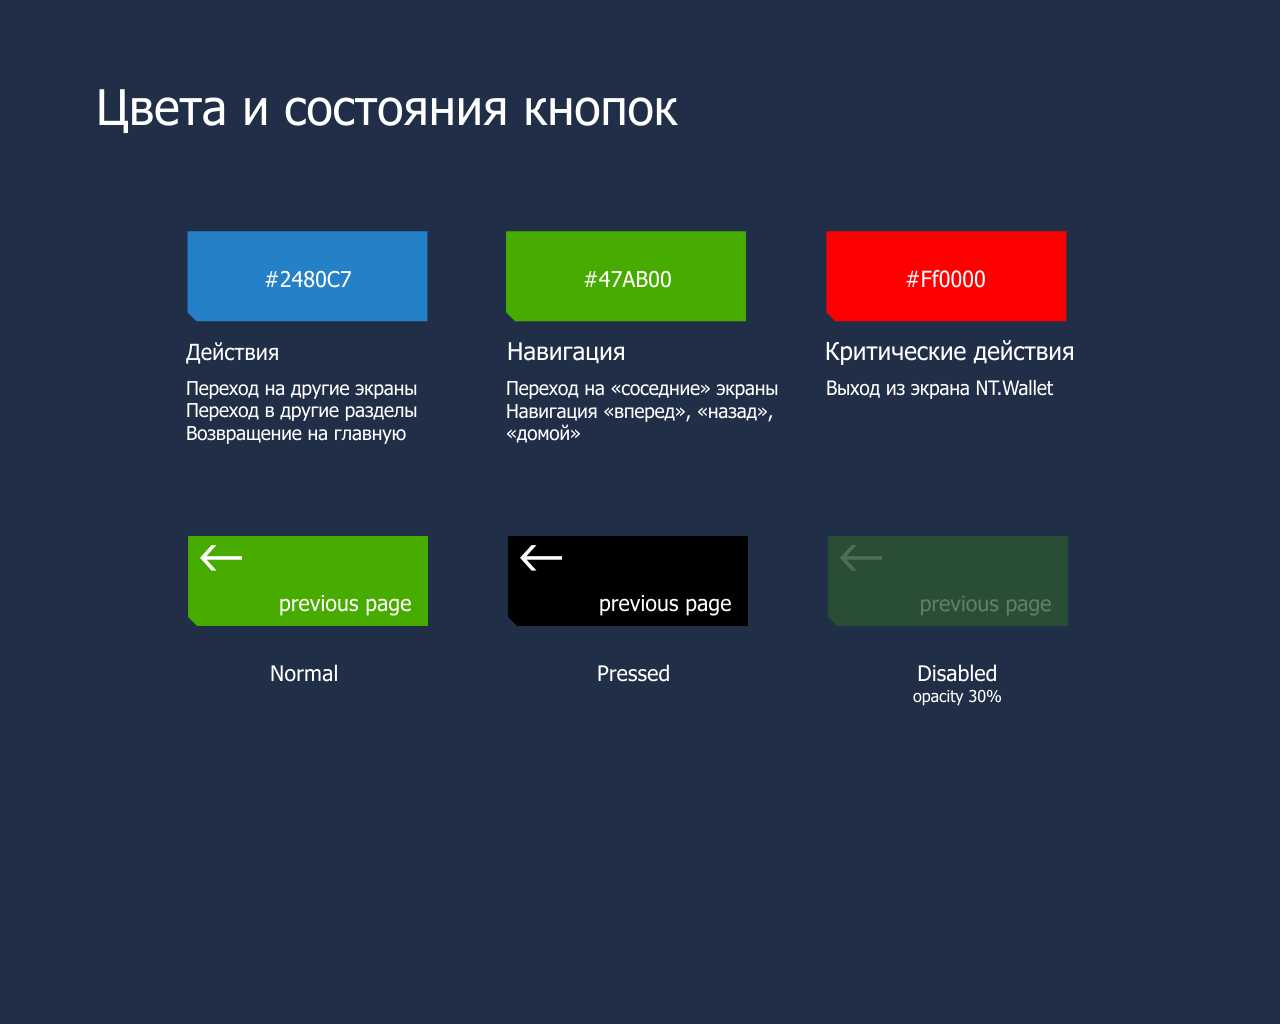 Цвета и состояния кнопок
#2480C7
#47AB00
#Ff0000
Действия
Переход на другие экраны
Переход в другие разделы
Возвращение на главную
Навигация
Переход на «соседние» экраны
Навигация «вперед», «назад»,
«домой»
Критические действия
Выход из экрана NT.Wallet
previous page
previous page
previous page
Normal
Pressed
Disabled
opacity 30%